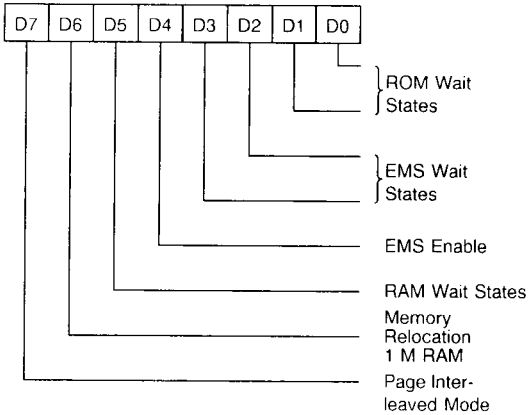 D7 D6 D5 D4 D3 D2 D1 D0
ROM Wait
States
EMS Wait
States
EMS Enable
RAM Wait States
Memory
Relocation
1 M RAM
Page Inter-
leaved Mode